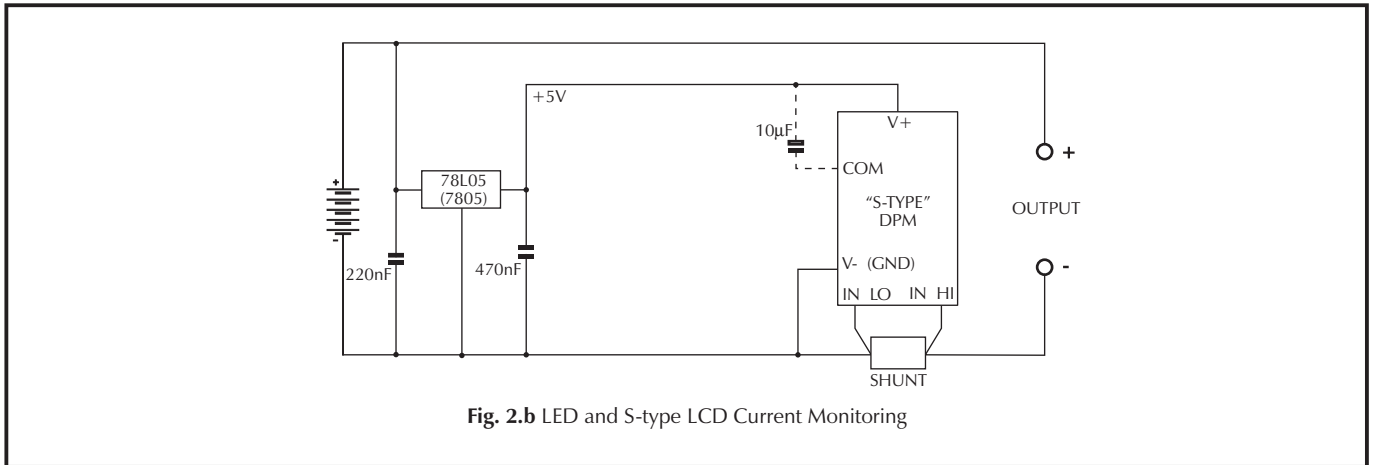 +5V
10µF
V+
COM
"S-TYPE"
DPM
V- (GND)
IN LO IN HI
78L05
(7805)
+
-
220nF
470nF
+
OUTPUT
-
SHUNT
Fig. 2.b LED and S-type LCD Current Monitoring